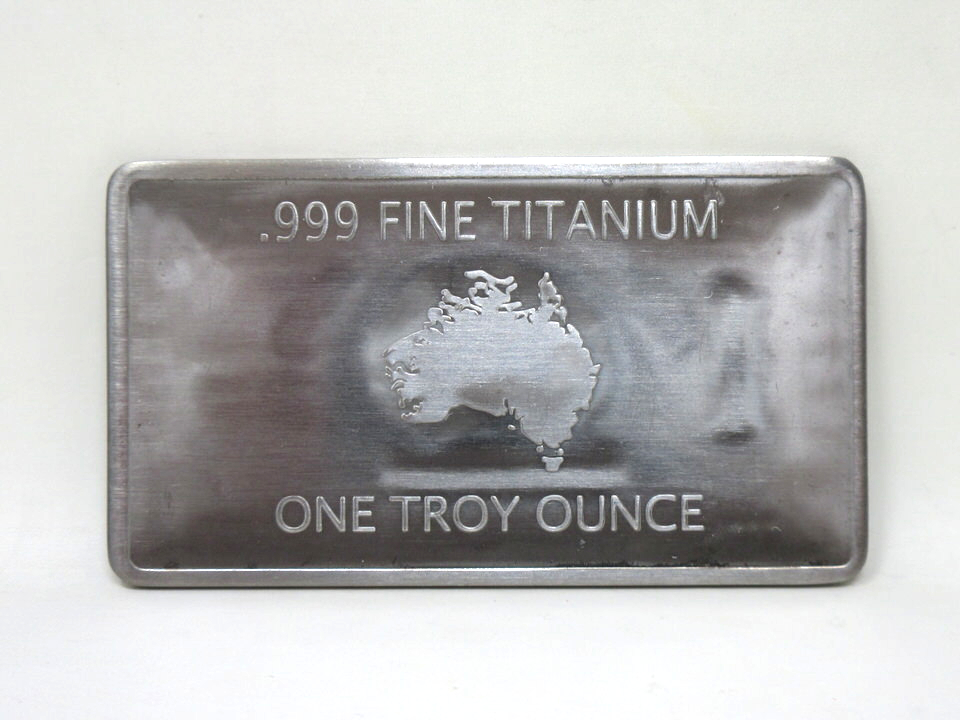 .999 FINE TITANIUM
ONE TROY OUNCE